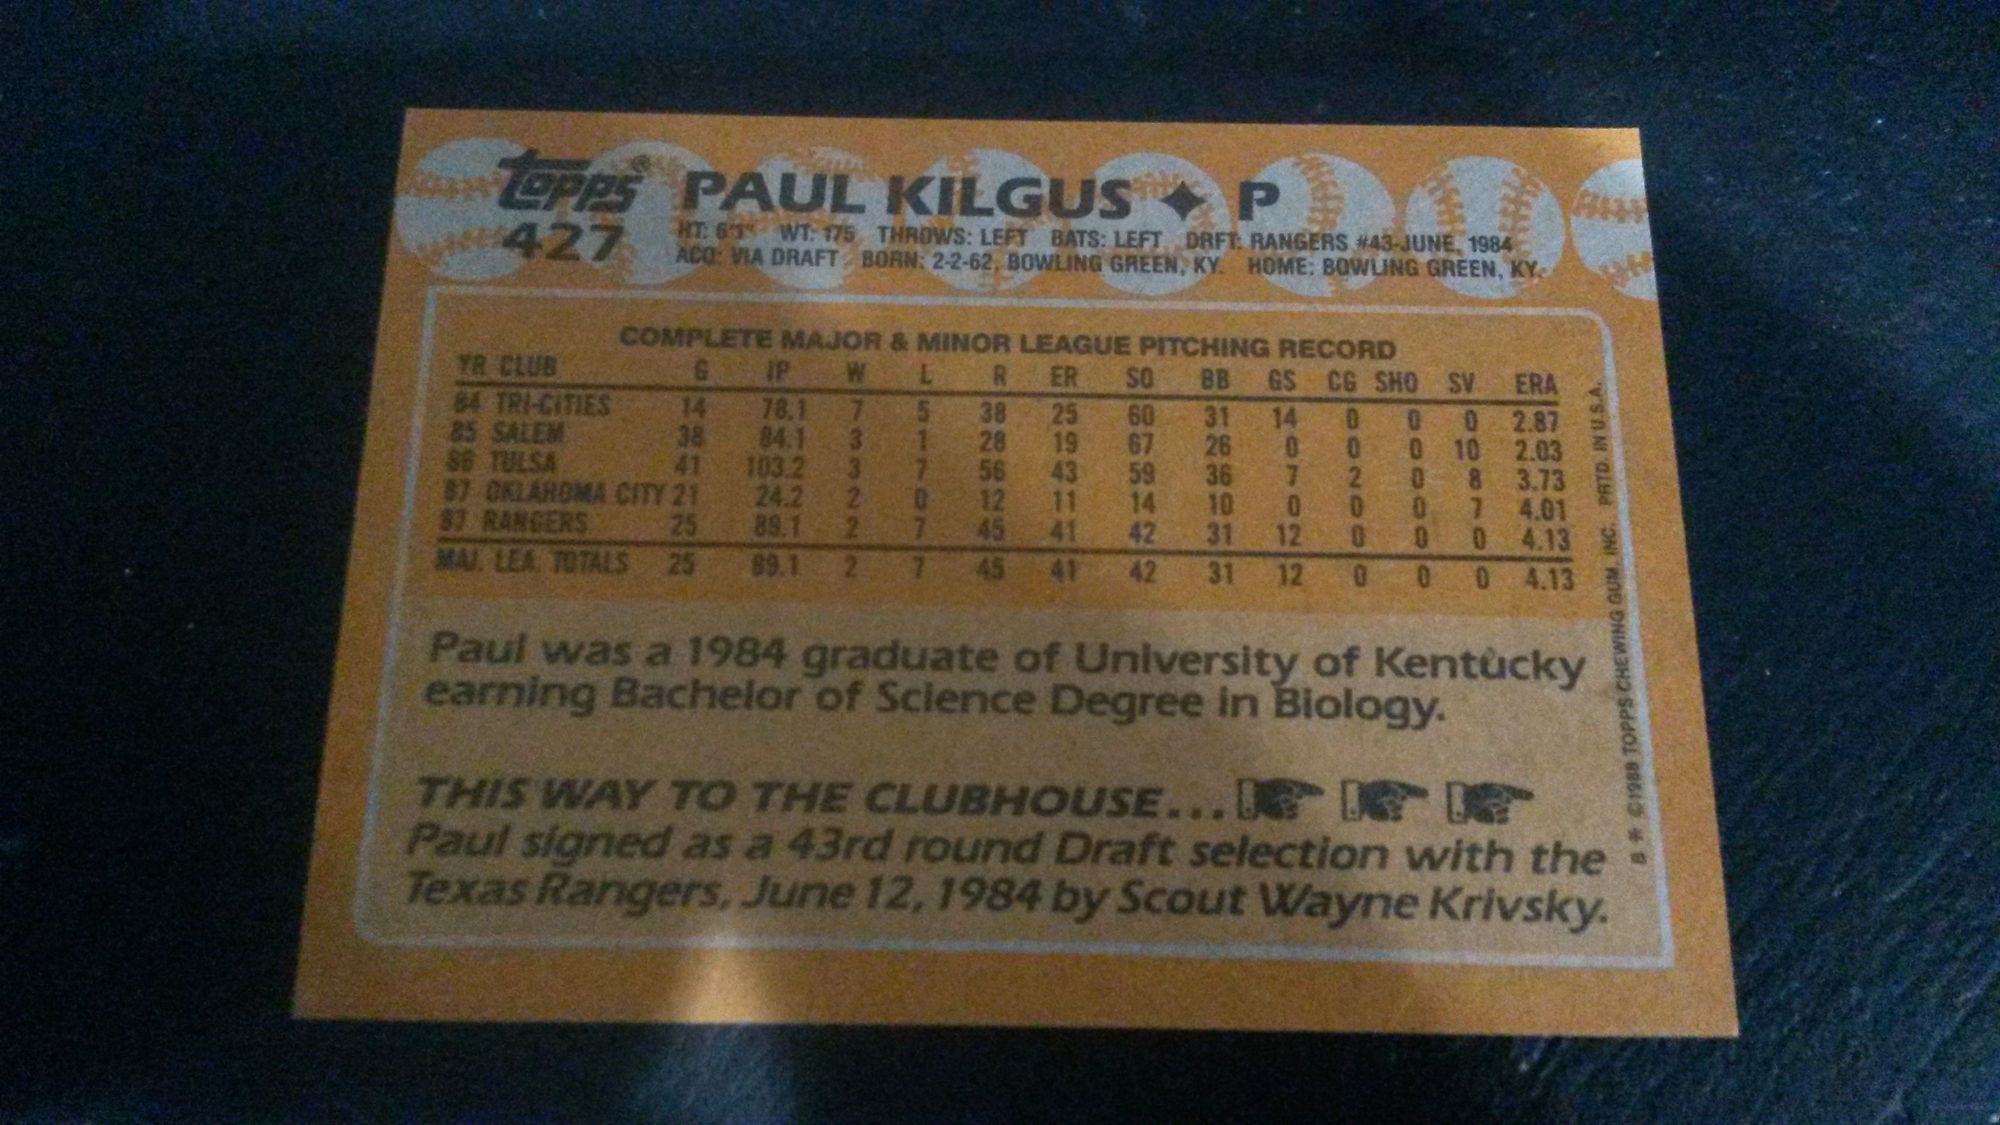 topps® PAUL KILGUS ✦ P
427
HT: 6'1" WT: 175 THROWS: LEFT BATS: LEFT DRFT: RANGERS #43-JUNE, 1984
ACQ: VIA DRAFT BORN: 2-2-62, BOWLING GREEN, KY. HOME: BOWLING GREEN, KY.
COMPLETE MAJOR & MINOR LEAGUE PITCHING RECORD
YR CLUB G IP W L R ER SO BB GS CG SHO SV ERA
84 TRI-CITIES 14 78.1 7 5 38 25 60 31 14 0 0 0 2.87
85 SALEM 38 84.1 3 1 28 19 67 26 0 0 0 10 2.03
86 TULSA 41 103.2 3 7 56 43 59 36 7 2 0 8 3.73
87 OKLAHOMA CITY 21 24.2 2 0 12 11 14 10 0 0 0 7 4.01
87 RANGERS 25 89.1 2 7 45 41 42 31 12 0 0 0 4.13
MAJ. LEA. TOTALS 25 89.1 2 7 45 41 42 31 12 0 0 0 4.13
Paul was a 1984 graduate of University of Kentucky
earning Bachelor of Science Degree in Biology.
THIS WAY TO THE CLUBHOUSE...
Paul signed as a 43rd round Draft selection with the
Texas Rangers, June 12, 1984 by Scout Wayne Krivsky.
B ** ©1988 TOPPS CHEWING GUM, INC. PRTD. IN U.S.A.